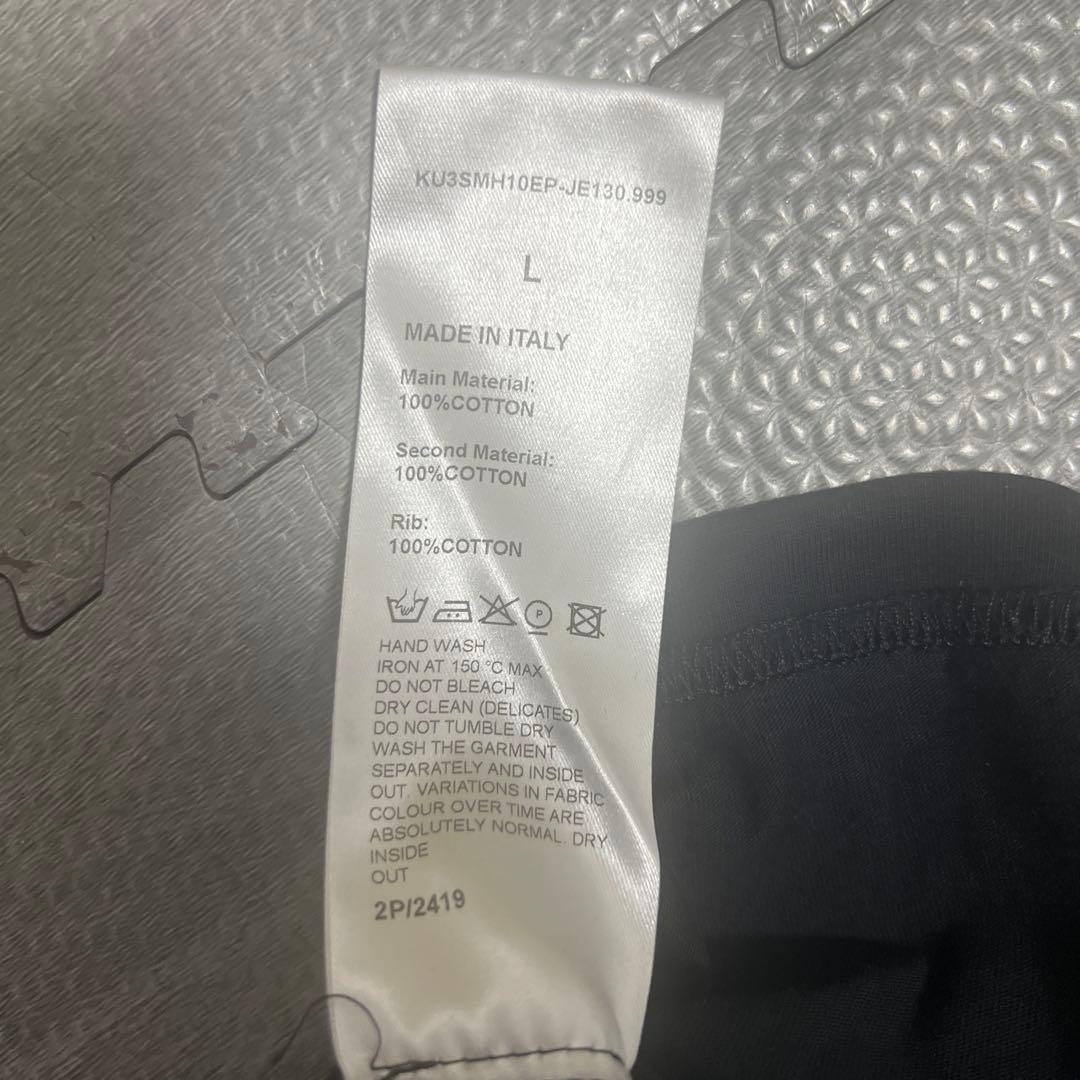 KU3SMH10EP-JE130.999
L
MADE IN ITALY
Main Material:
100%COTTON
Second Material:
100%COTTON
Rib:
100%COTTON
P
HAND WASH
IRON AT 150 °C MAX
DO NOT BLEACH
DRY CLEAN (DELICATES)
DO NOT TUMBLE DRY
WASH THE GARMENT
SEPARATELY AND INSIDE
OUT. VARIATIONS IN FABRIC
COLOUR OVER TIME ARE
ABSOLUTELY NORMAL. DRY
INSIDE
OUT
2P/2419